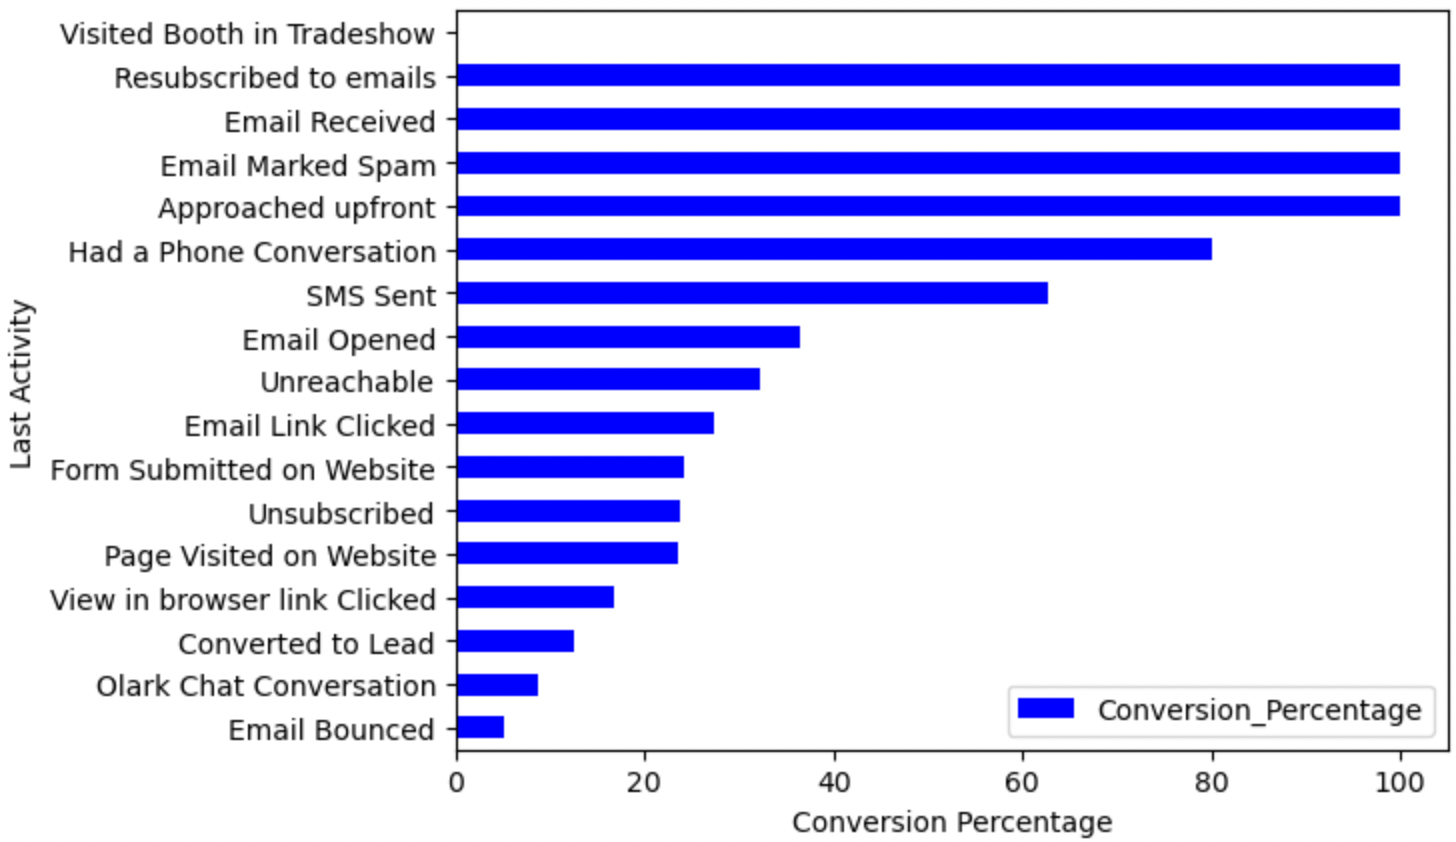 Visited Booth in Tradeshow
Resubscribed to emails
Email Received
Email Marked Spam
Approached upfront
Had a Phone Conversation
SMS Sent
Email Opened
Unreachable
Email Link Clicked
Form Submitted on Website
Unsubscribed
Page Visited on Website
View in browser link Clicked
Converted to Lead
Olark Chat Conversation
Email Bounced
Last Activity
Conversion_Percentage
0 20 40 60 80 100
Conversion Percentage